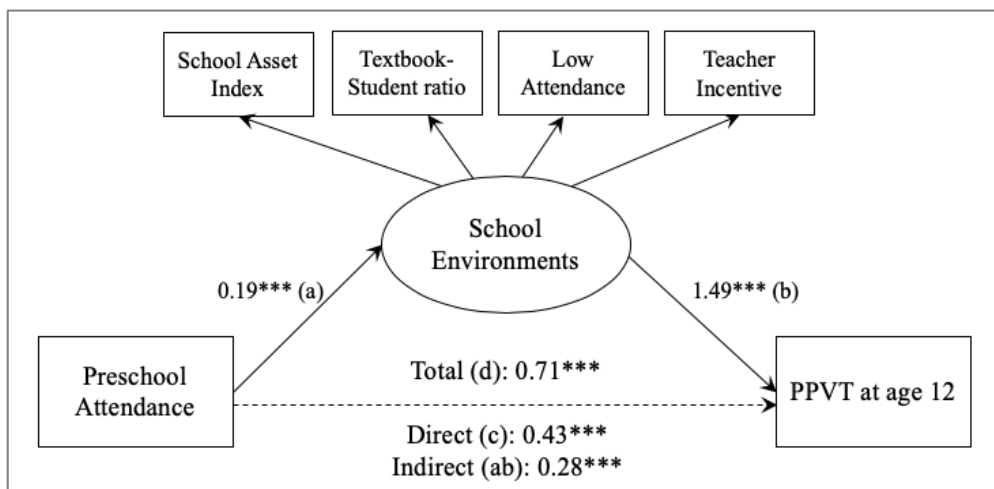 School Asset
Index
Textbook-
Student ratio
Low
Attendance
Teacher
Incentive
School
Environments
0.19*** (a)
1.49*** (b)
Preschool
Attendance
Total (d): 0.71***
PPVT at age 12
Direct (c): 0.43***
Indirect (ab): 0.28***